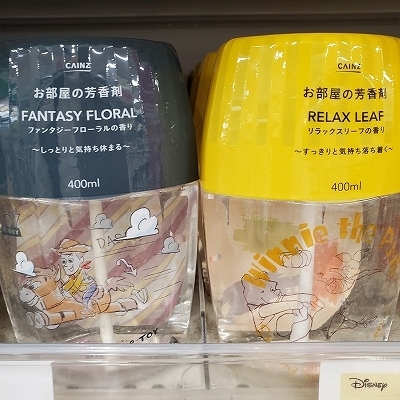 CAINZ
お部屋の芳香剤
FANTASY FLORAL
ファンタジーフローラルの香り
〜しっとりと気持ち休まる〜
400ml
CAINZ
お部屋の芳香剤
RELAX LEAF
リラックスリーフの香り
〜すっきりと気持ち落ち着く〜
400ml
TOY
Winnie the
Disney